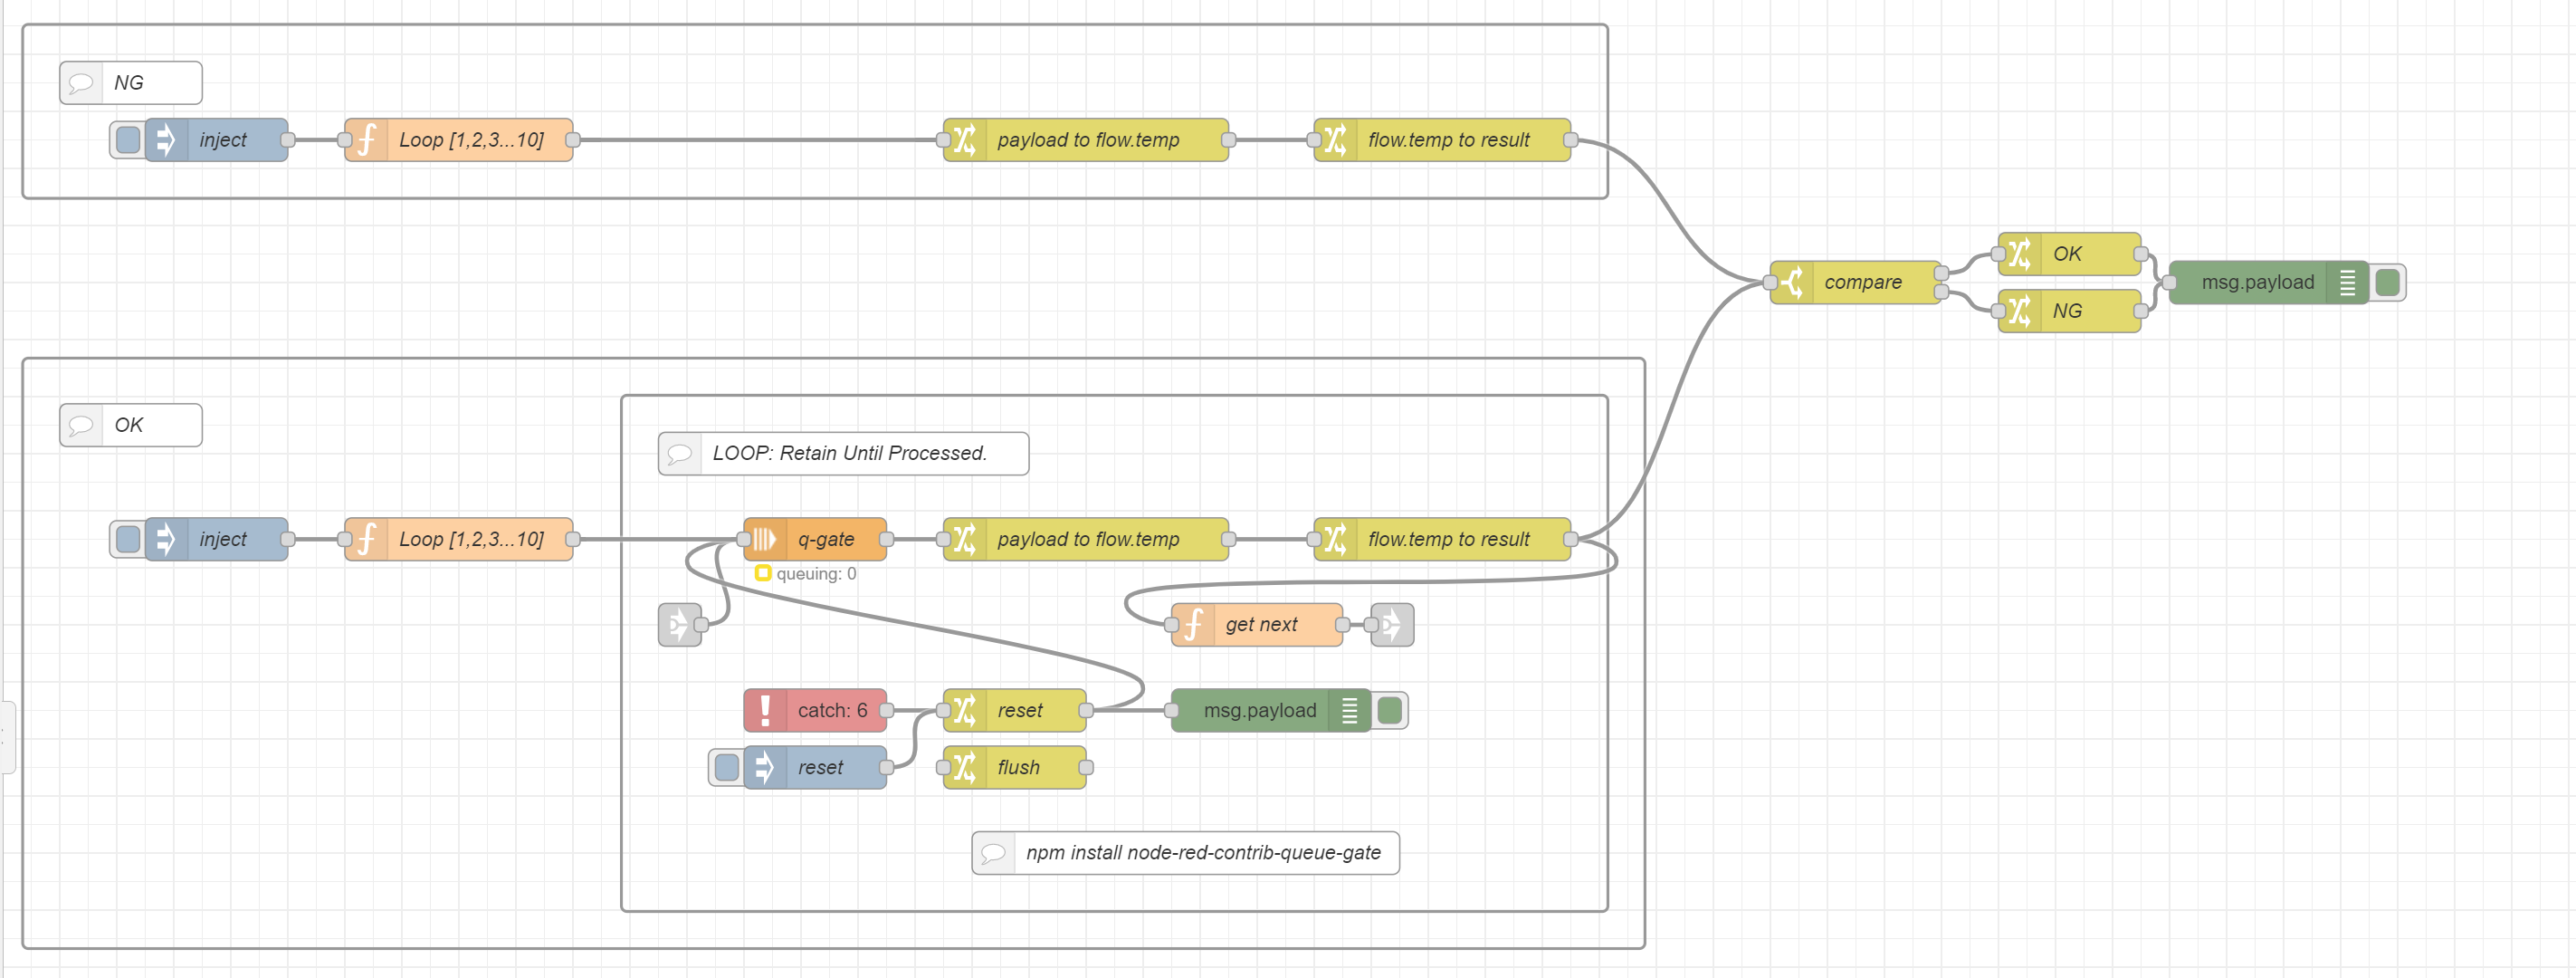 NG
inject
Loop [1,2,3...10]
payload to flow.temp
flow.temp to result
compare
OK
NG
msg.payload
OK
LOOP: Retain Until Processed.
inject
Loop [1,2,3...10]
q-gate
payload to flow.temp
flow.temp to result
queuing: 0
get next
catch: 6
reset
msg.payload
reset
flush
npm install node-red-contrib-queue-gate